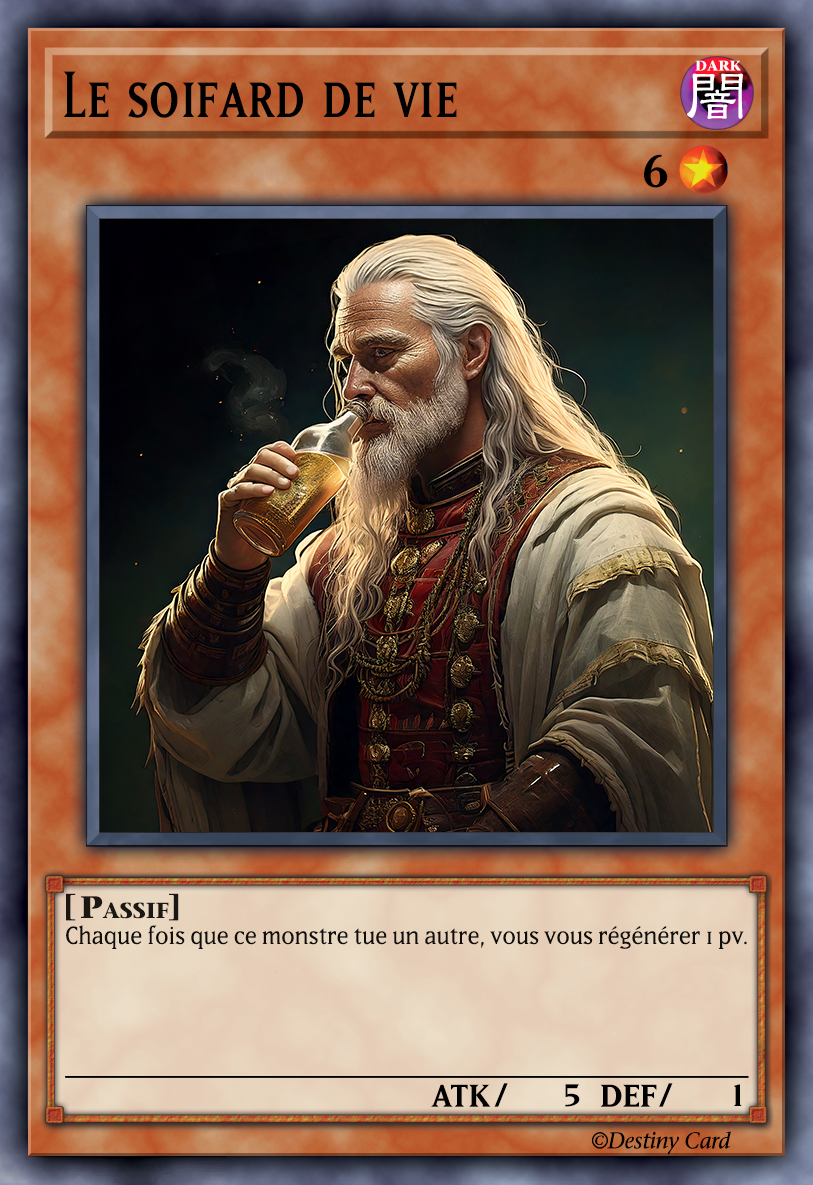 Le soifard de vie
DARK
闇
6
[Passif]
Chaque fois que ce monstre tue un autre, vous vous régénérer 1 pv.
ATK/ 5 DEF/ 1
©Destiny Card